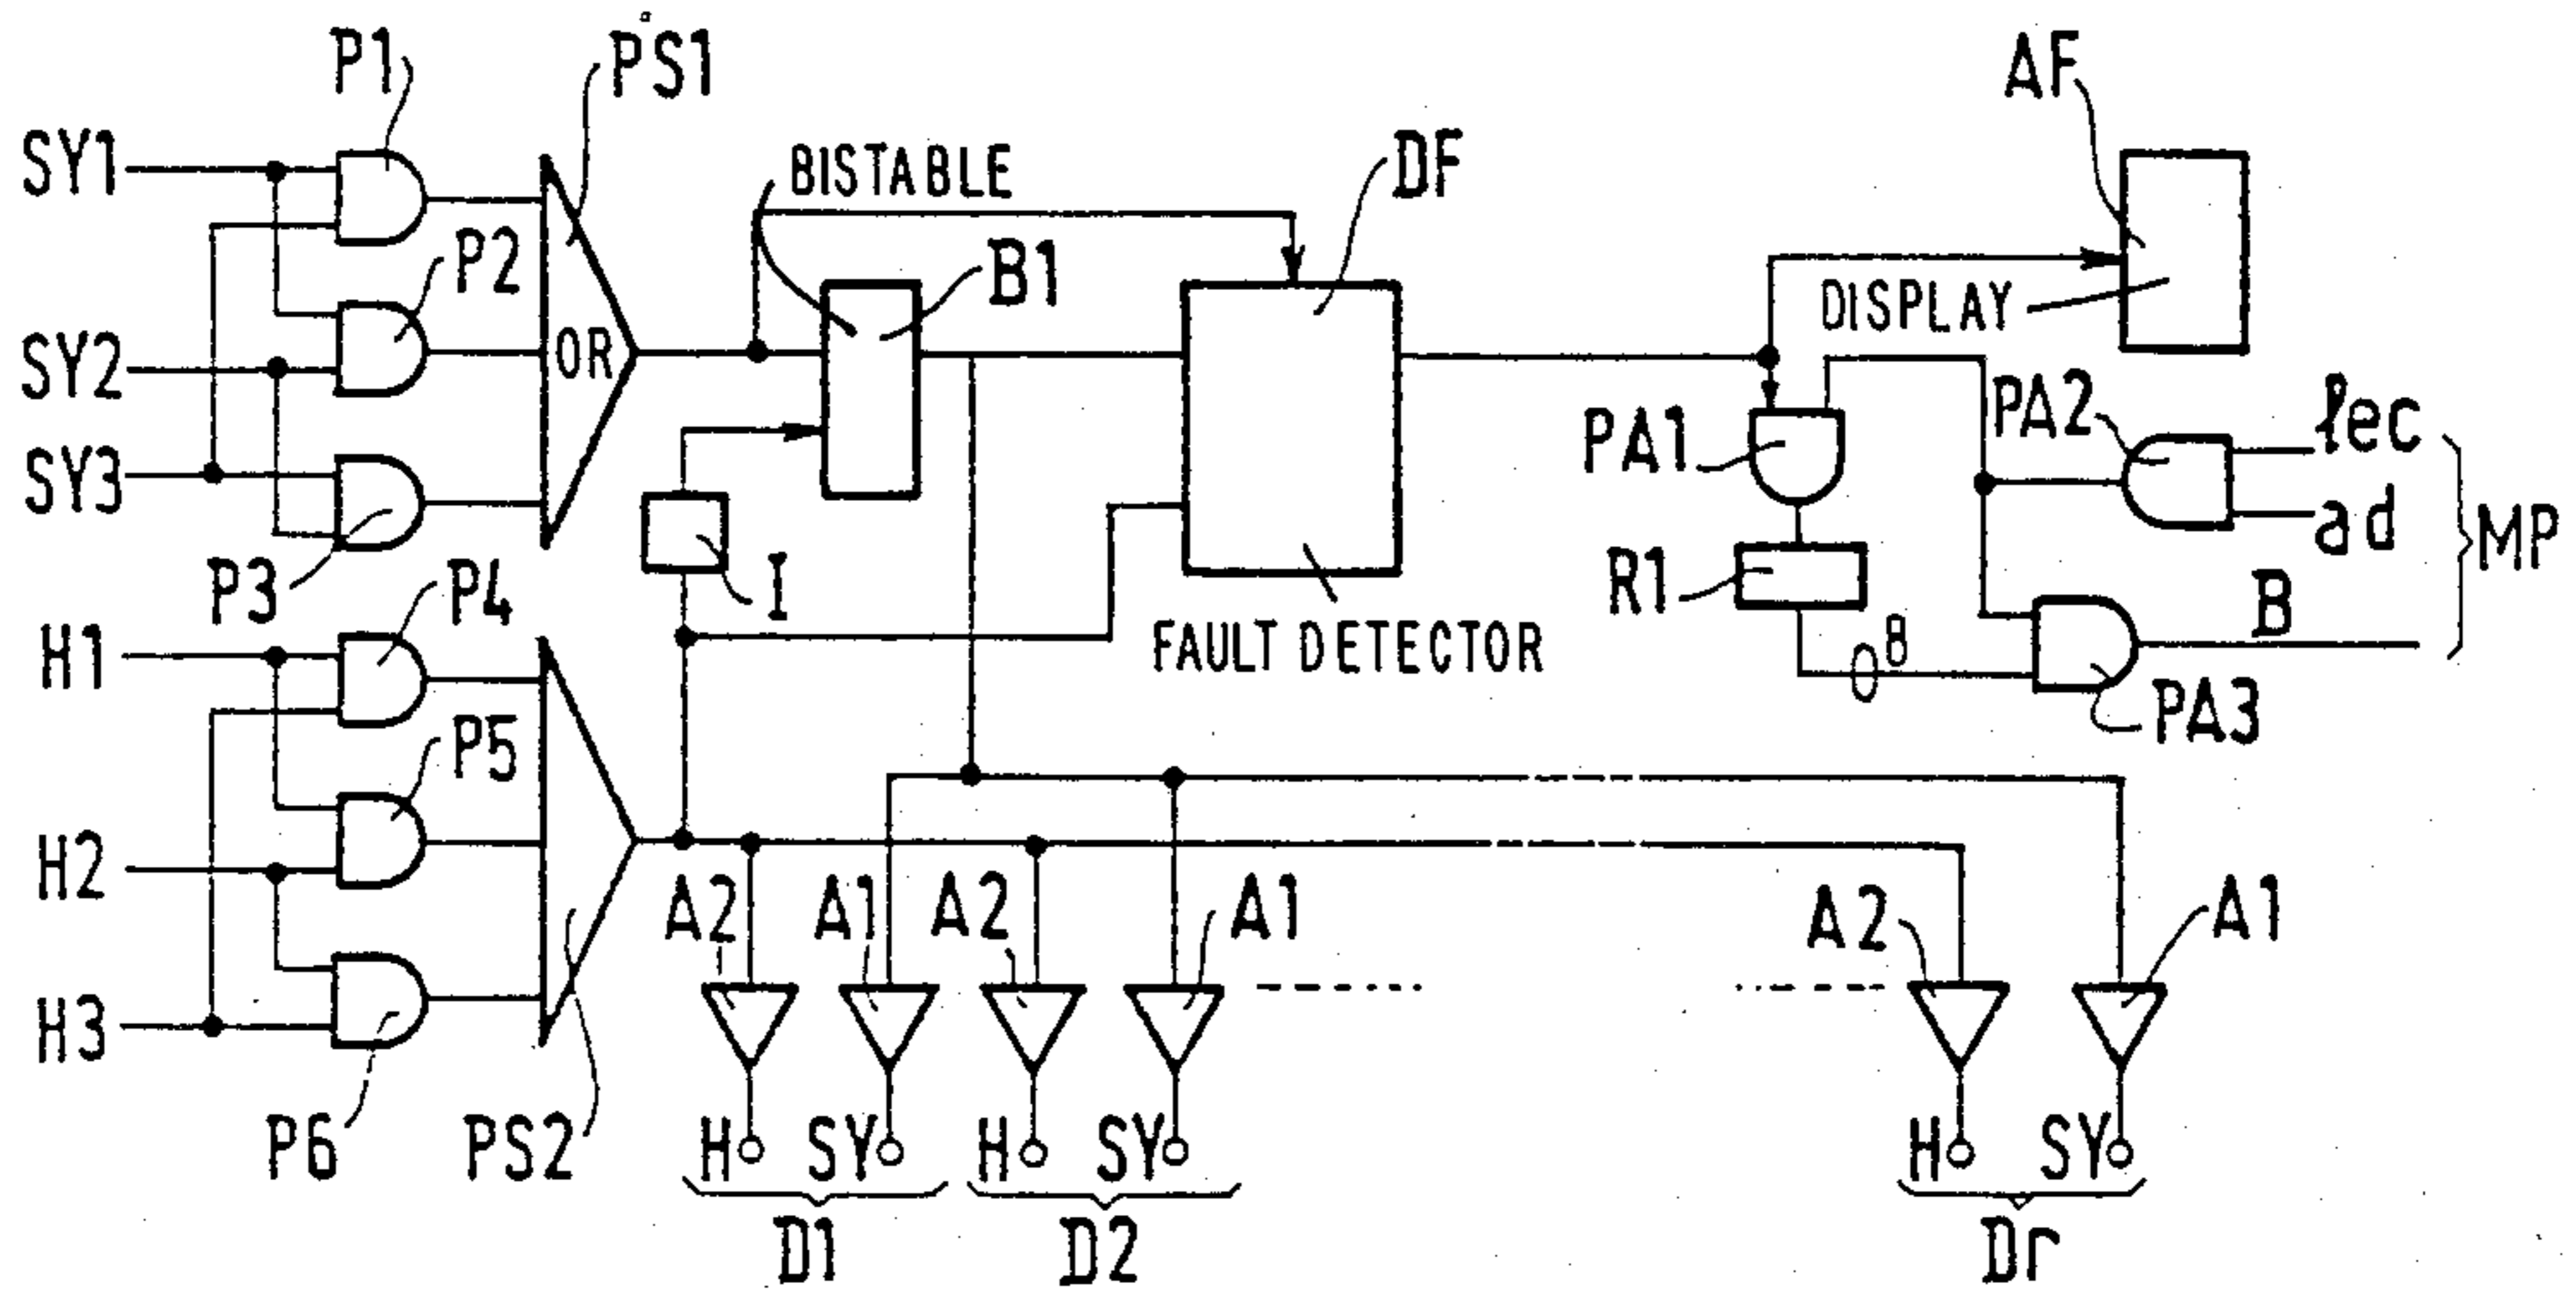 P1
PS1
AF
SY1
BISTABLE
DF
P2
B1
DISPLAY
OR
SY2
PA2
lec
PA1
SY3
ad
MP
P3
P4
I
R1
B
H1
FAULT DETECTOR
8
PA3
P5
H2
A2
A1
A2
A1
A2
A1
H3
P6
PS2
H
SY
H
SY
H
SY
D1
D2
Dr